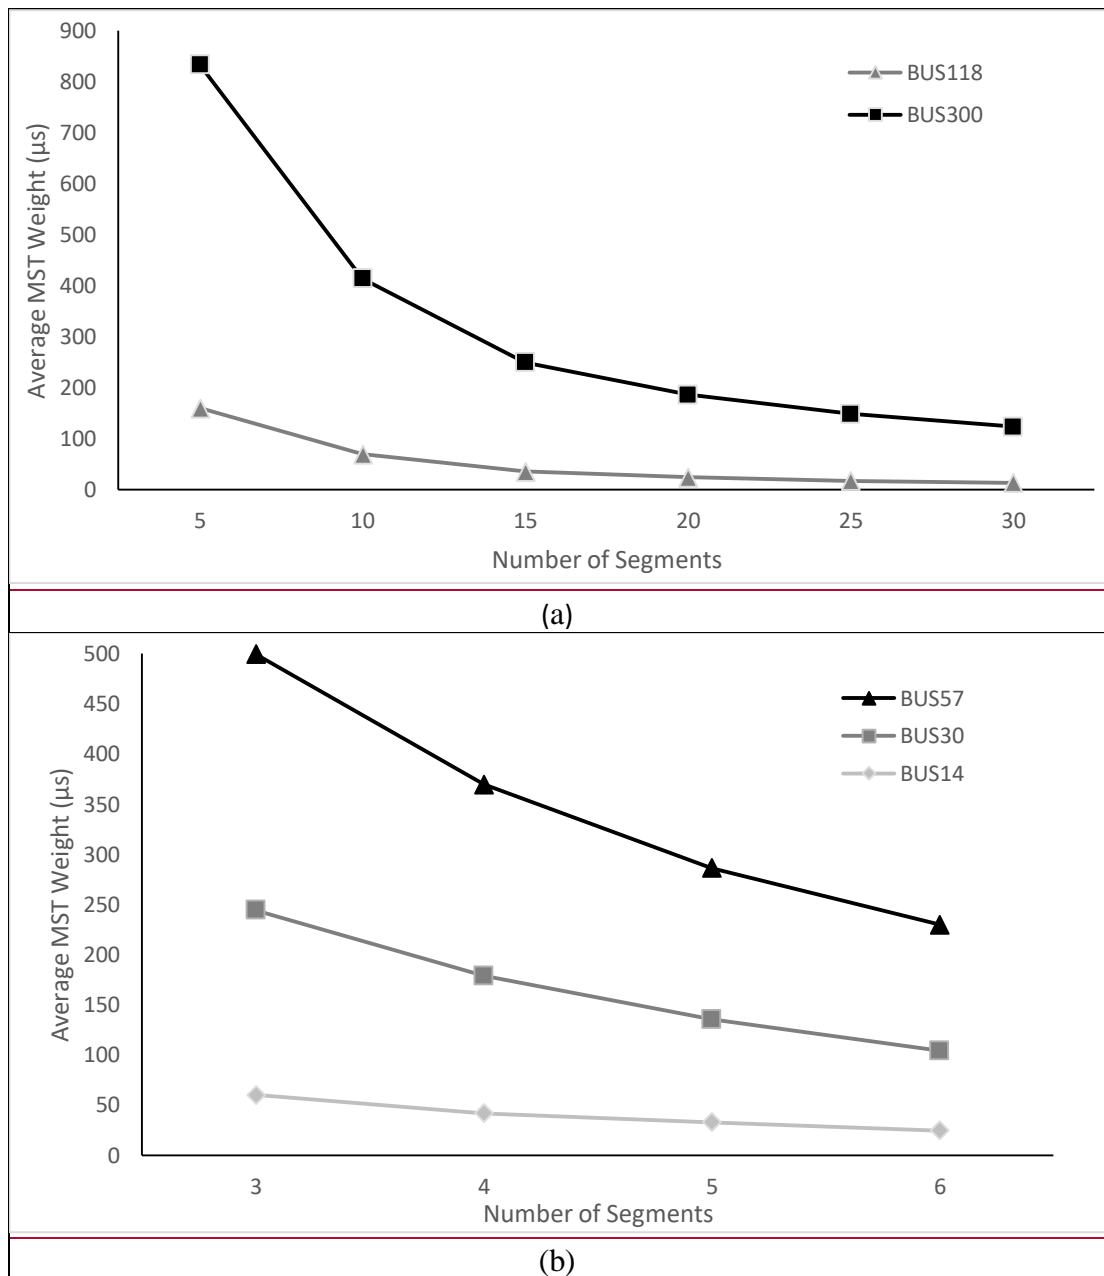 900
800
700
600
500
400
300
200
100
0
Average MST Weight (µs)
BUS118
BUS300
5 10 15 20 25 30
Number of Segments
(a)
500
450
400
350
300
250
200
150
100
50
0
Average MST Weight (µs)
BUS57
BUS30
BUS14
3 4 5 6
Number of Segments
(b)